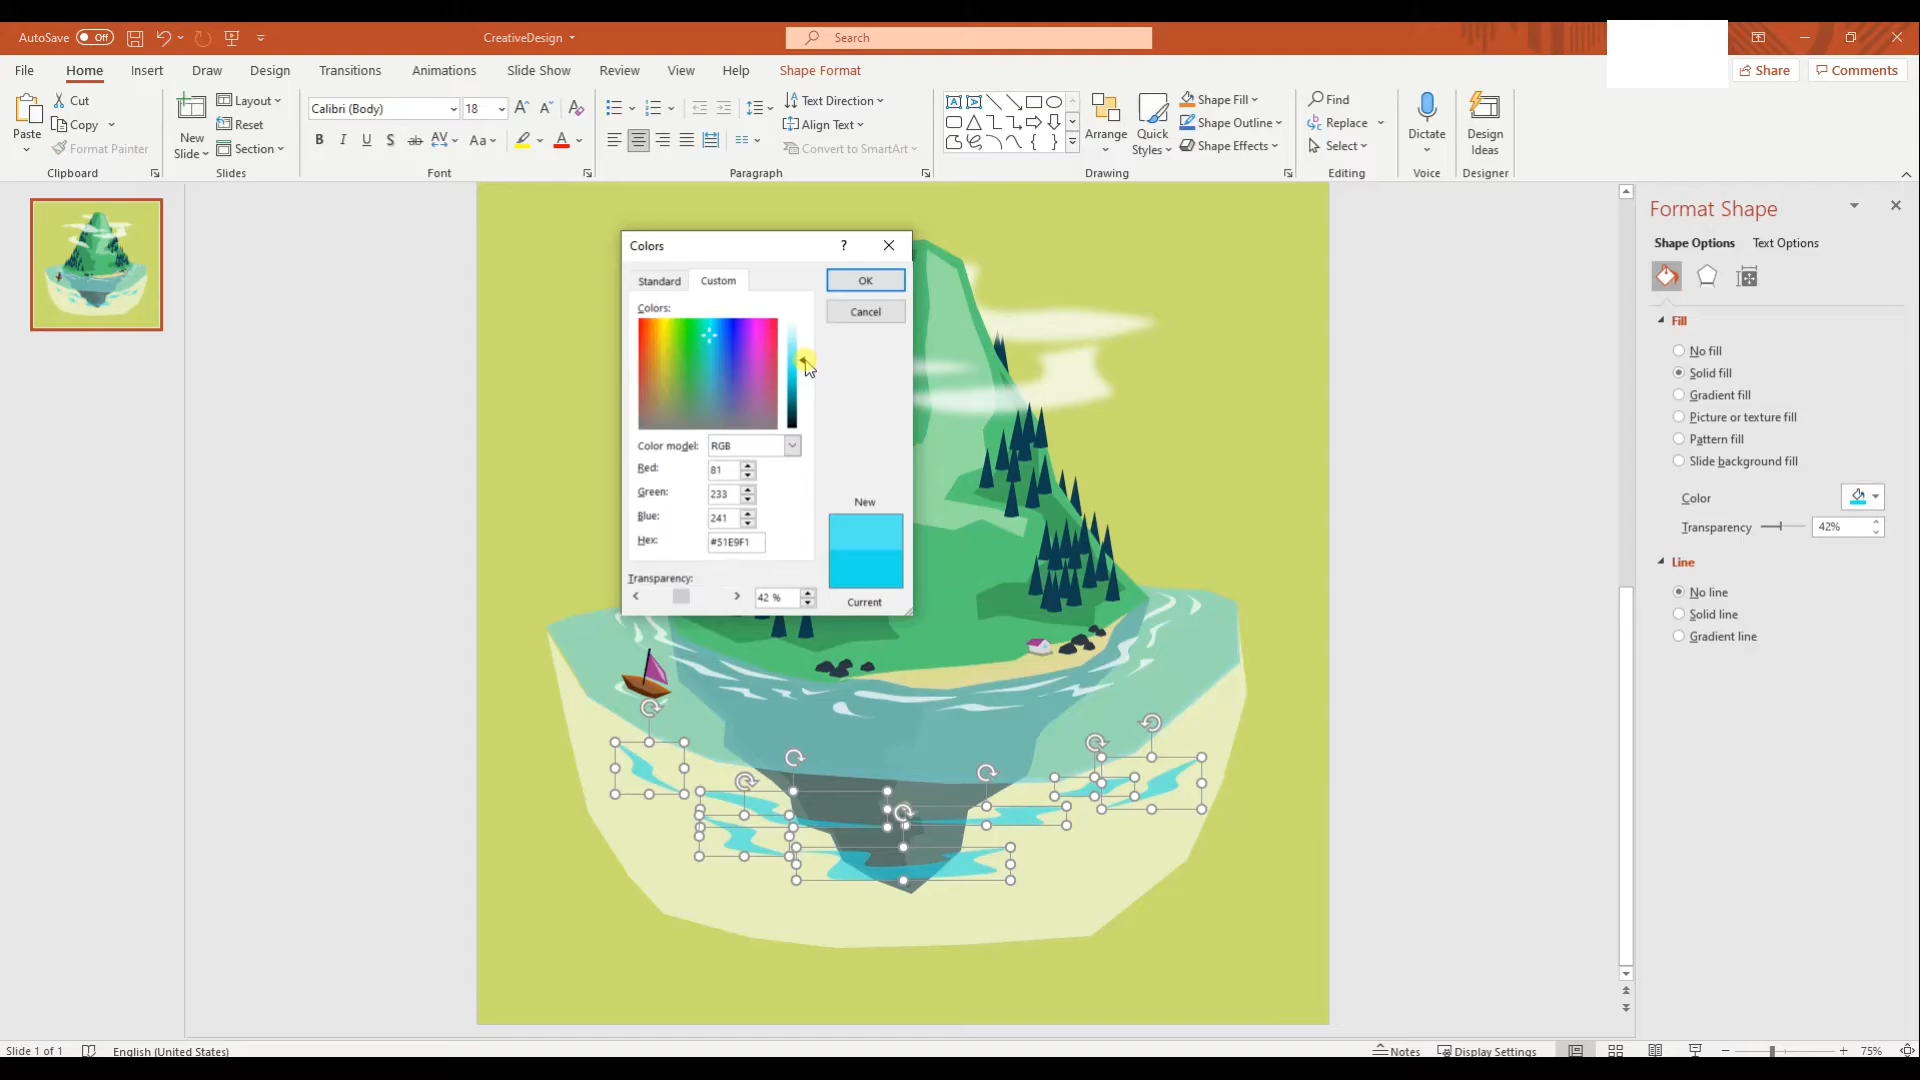 AutoSave Off CreativeDesign Search
File Home Insert Draw Design Transitions Animations Slide Show Review View Help Shape Format Share Comments
Paste Cut Copy Format Painter
Clipboard
New Slide Layout Reset Section
Slides
Calibri (Body) 18
B I U S ab AV Aa A
Font
Text Direction
Align Text
Convert to SmartArt
Paragraph
Arrange Quick Styles Shape Fill
Shape Outline
Shape Effects
Drawing
Find
Replace
Select
Editing
Dictate
Voice
Design Ideas
Designer
Colors ?
Standard Custom OK
Cancel
Colors:
Color model: RGB
Red: 81
Green: 233
Blue: 241
Hex: #51E9F1
Transparency:
42 %
New
Current
Format Shape
Shape Options Text Options
Fill
No fill
Solid fill
Gradient fill
Picture or texture fill
Pattern fill
Slide background fill
Color
Transparency 42%
Line
No line
Solid line
Gradient line
Slide 1 of 1 English (United States) Notes Display Settings 75%